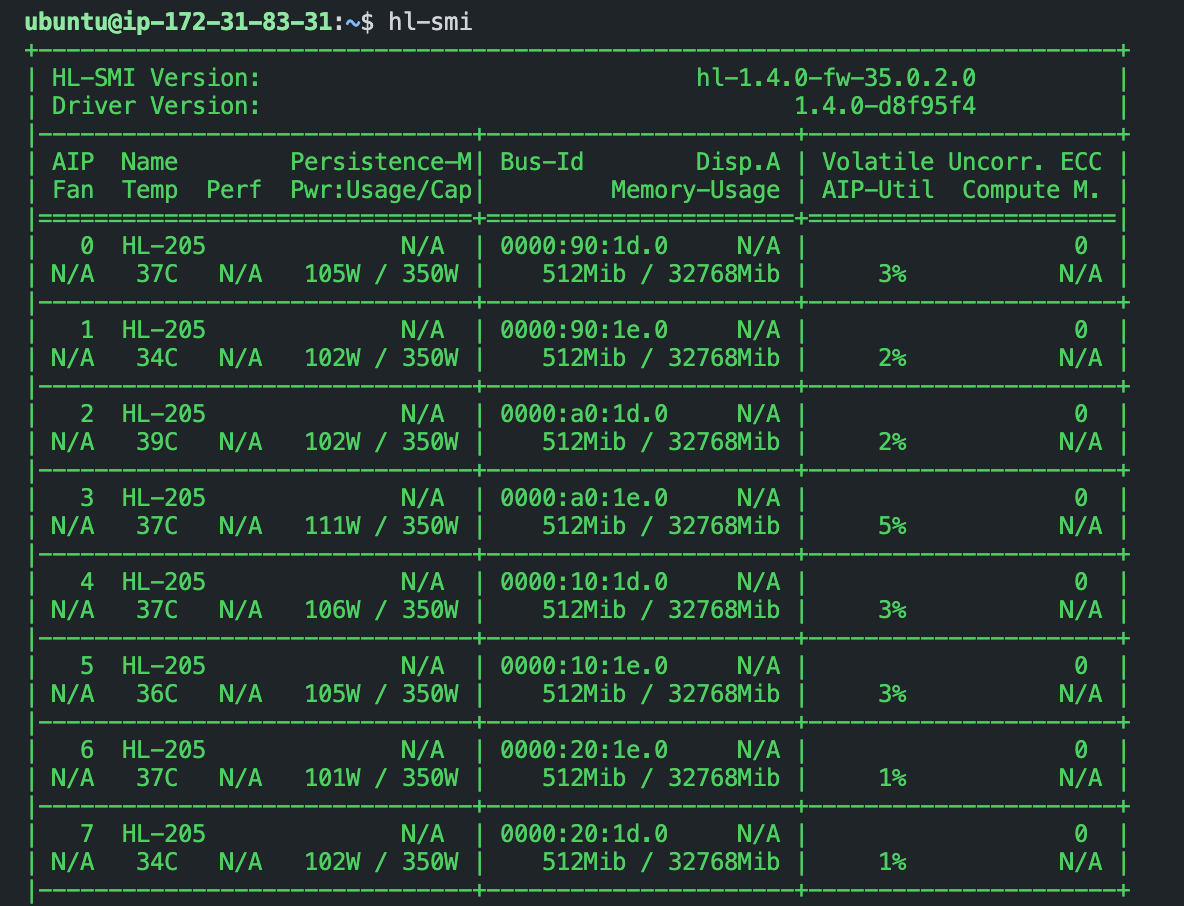 ubuntu@ip-172-31-83-31:~$ hl-smi
+-----------------------------------------------------------------------------+
| HL-SMI Version:                               hl-1.4.0-fw-35.0.2.0          |
| Driver Version:                                      1.4.0-d8f95f4          |
|-------------------------------+----------------------+----------------------+
| AIP  Name        Persistence-M| Bus-Id        Disp.A | Volatile Uncorr. ECC |
| Fan  Temp  Perf  Pwr:Usage/Cap|         Memory-Usage | AIP-Util  Compute M. |
|===============================+======================+======================|
|   0  HL-205              N/A  | 0000:90:1d.0     N/A |                   0  |
| N/A   37C   N/A   105W / 350W |    512Mib / 32768Mib |     3%           N/A |
|-------------------------------+----------------------+----------------------+
|   1  HL-205              N/A  | 0000:90:1e.0     N/A |                   0  |
| N/A   34C   N/A   102W / 350W |    512Mib / 32768Mib |     2%           N/A |
|-------------------------------+----------------------+----------------------+
|   2  HL-205              N/A  | 0000:a0:1d.0     N/A |                   0  |
| N/A   39C   N/A   102W / 350W |    512Mib / 32768Mib |     2%           N/A |
|-------------------------------+----------------------+----------------------+
|   3  HL-205              N/A  | 0000:a0:1e.0     N/A |                   0  |
| N/A   37C   N/A   111W / 350W |    512Mib / 32768Mib |     5%           N/A |
|-------------------------------+----------------------+----------------------+
|   4  HL-205              N/A  | 0000:10:1d.0     N/A |                   0  |
| N/A   37C   N/A   106W / 350W |    512Mib / 32768Mib |     3%           N/A |
|-------------------------------+----------------------+----------------------+
|   5  HL-205              N/A  | 0000:10:1e.0     N/A |                   0  |
| N/A   36C   N/A   105W / 350W |    512Mib / 32768Mib |     3%           N/A |
|-------------------------------+----------------------+----------------------+
|   6  HL-205              N/A  | 0000:20:1e.0     N/A |                   0  |
| N/A   37C   N/A   101W / 350W |    512Mib / 32768Mib |     1%           N/A |
|-------------------------------+----------------------+----------------------+
|   7  HL-205              N/A  | 0000:20:1d.0     N/A |                   0  |
| N/A   34C   N/A   102W / 350W |    512Mib / 32768Mib |     1%           N/A |
|-------------------------------+----------------------+----------------------+